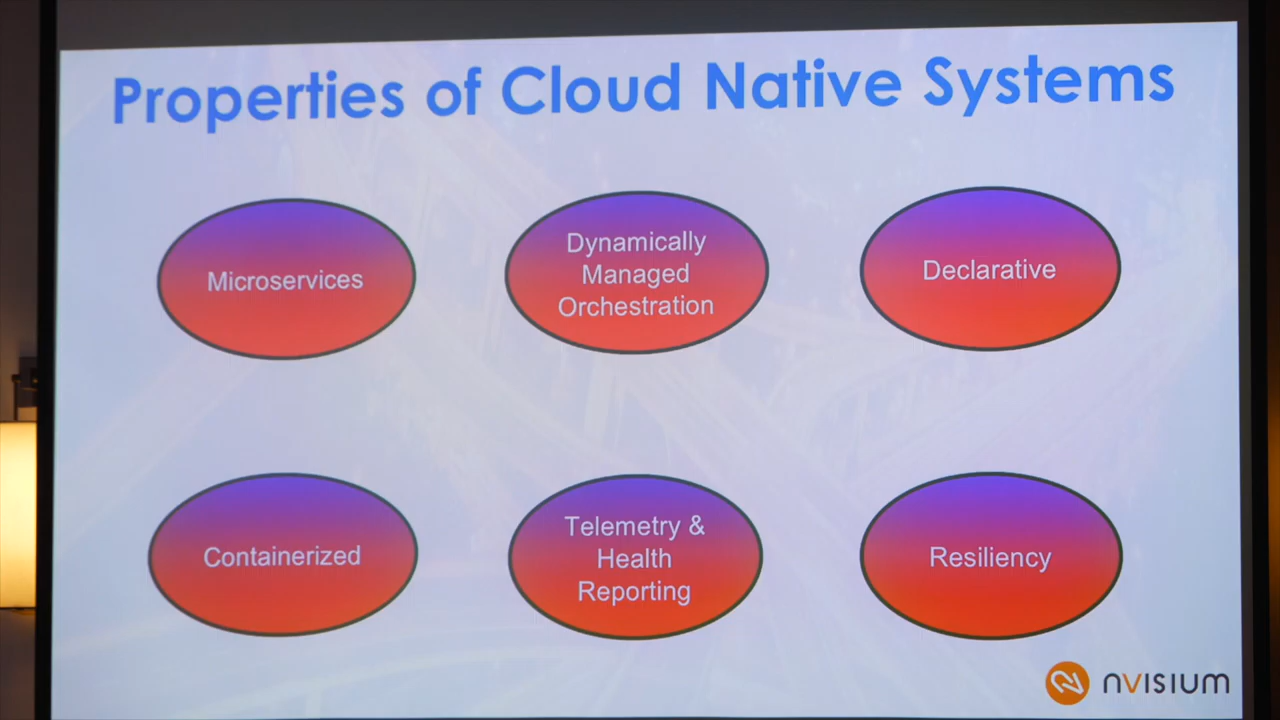 Properties of Cloud Native Systems
Microservices
Dynamically
Managed
Orchestration
Declarative
Containerized
Telemetry &
Health
Reporting
Resiliency
nVISIUM